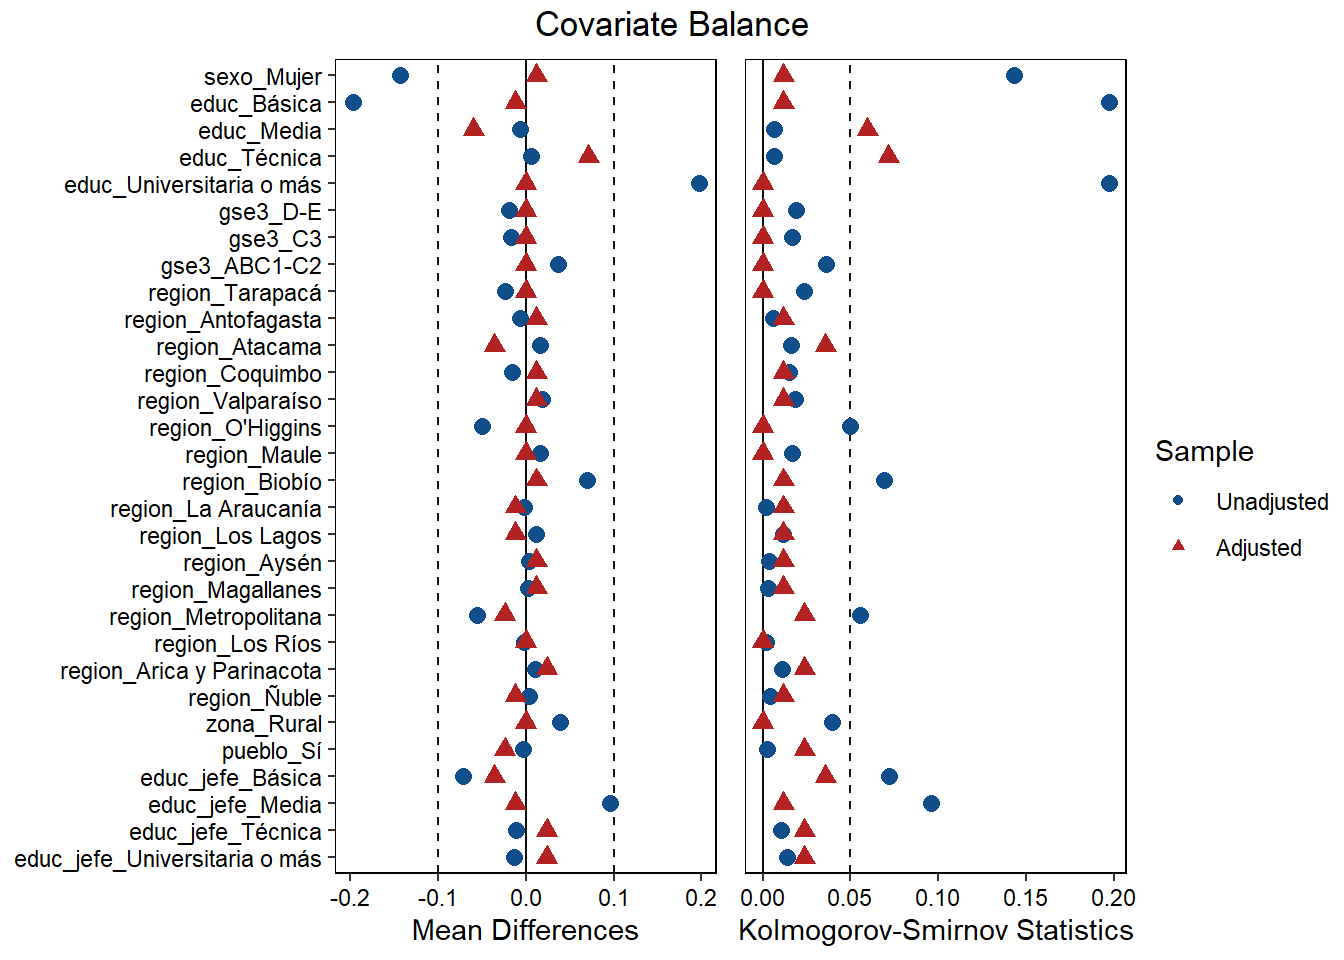 Covariate Balance
sexo_Mujer
educ_Básica
educ_Media
educ_Técnica
educ_Universitaria o más
gse3_D-E
gse3_C3
gse3_ABC1-C2
region_Tarapacá
region_Antofagasta
region_Atacama
region_Coquimbo
region_Valparaíso
region_O'Higgins
region_Maule
region_Biobío
region_La Araucanía
region_Los Lagos
region_Aysén
region_Magallanes
region_Metropolitana
region_Los Ríos
region_Arica y Parinacota
region_Ñuble
zona_Rural
pueblo_Sí
educ_jefe_Básica
educ_jefe_Media
educ_jefe_Técnica
educ_jefe_Universitaria o más
-0.2 -0.1 0.0 0.1 0.2
Mean Differences
0.00 0.05 0.10 0.15 0.20
Kolmogorov-Smirnov Statistics
Sample
Unadjusted
Adjusted